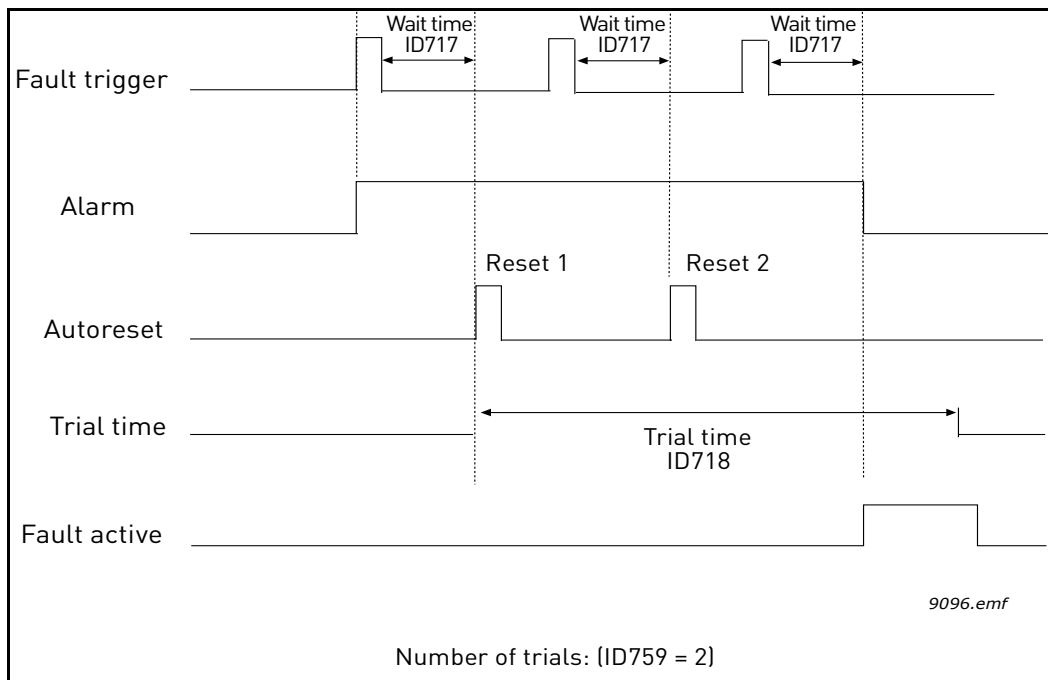 Wait time
ID717
Wait time
ID717
Wait time
ID717
Fault trigger
Alarm
Reset 1
Reset 2
Autoreset
Trial time
Trial time
ID718
Fault active
9096.emf
Number of trials: (ID759 = 2)